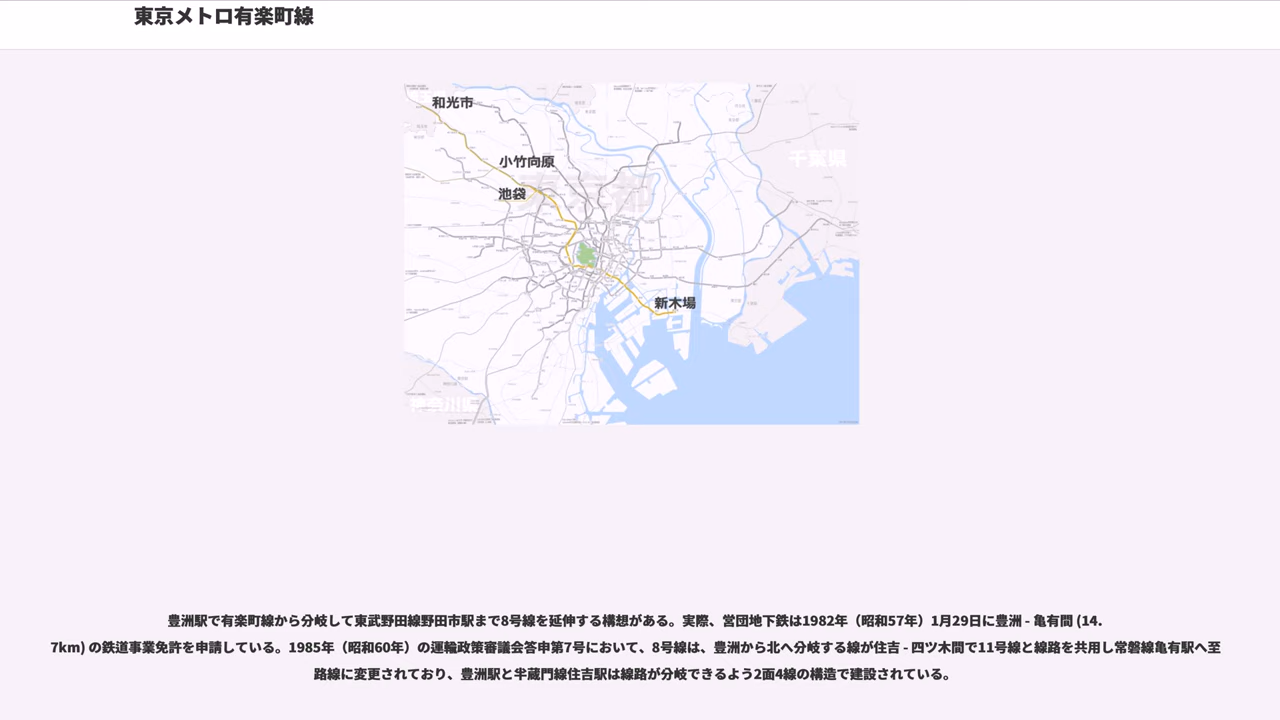 東京メトロ有楽町線
和光市
千葉県
小竹向原
東京都
池袋
新木場
神奈川県
豊洲駅で有楽町線から分岐して東武野田線野田市駅まで8号線を延伸する構想がある。実際、営団地下鉄は1982年（昭和57年）1月29日に豊洲 - 亀有間 (14.
7km) の鉄道事業免許を申請している。1985年（昭和60年）の運輸政策審議会答申第7号において、8号線は、豊洲から北へ分岐する線が住吉 - 四ツ木間で11号線と線路を共用し常磐線亀有駅へ至
路線に変更されており、豊洲駅と半蔵門線住吉駅は線路が分岐できるよう2面4線の構造で建設されている。